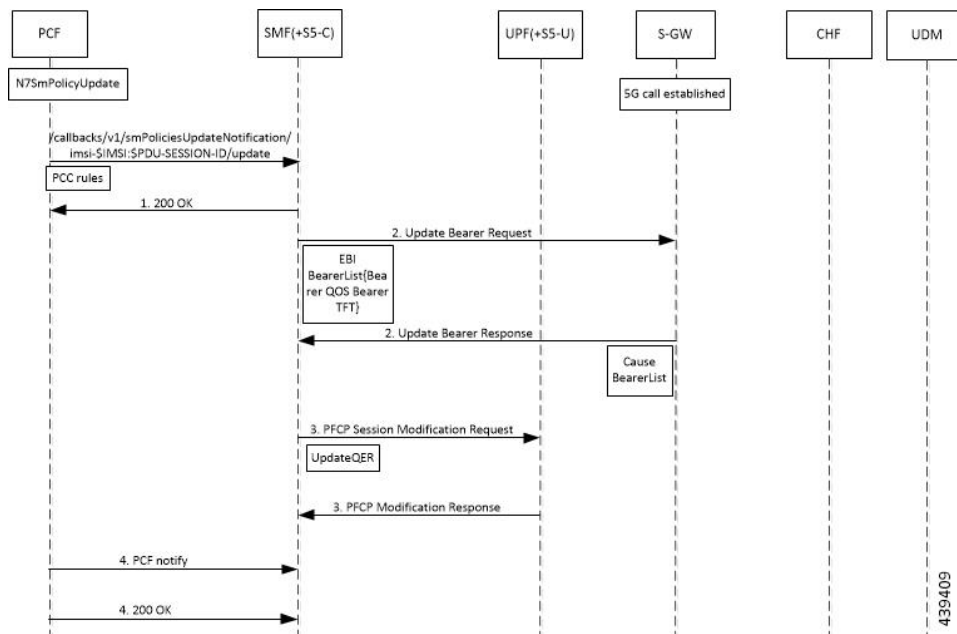 PCF
SMF(+S5-C)
UPF(+S5-U)
S-GW
CHF
UDM
N7SmPolicyUpdate
5G call established
/callbacks/v1/smPoliciesUpdateNotification/
imsi-$IMSI:$PDU-SESSION-ID/update
PCC rules
1. 200 OK
2. Update Bearer Request
EBI
BearerList{Bea
rer QOS Bearer
TFT}
2. Update Bearer Response
Cause
BearerList
3. PFCP Session Modification Request
UpdateQER
3. PFCP Modification Response
4. PCF notify
4. 200 OK
439409